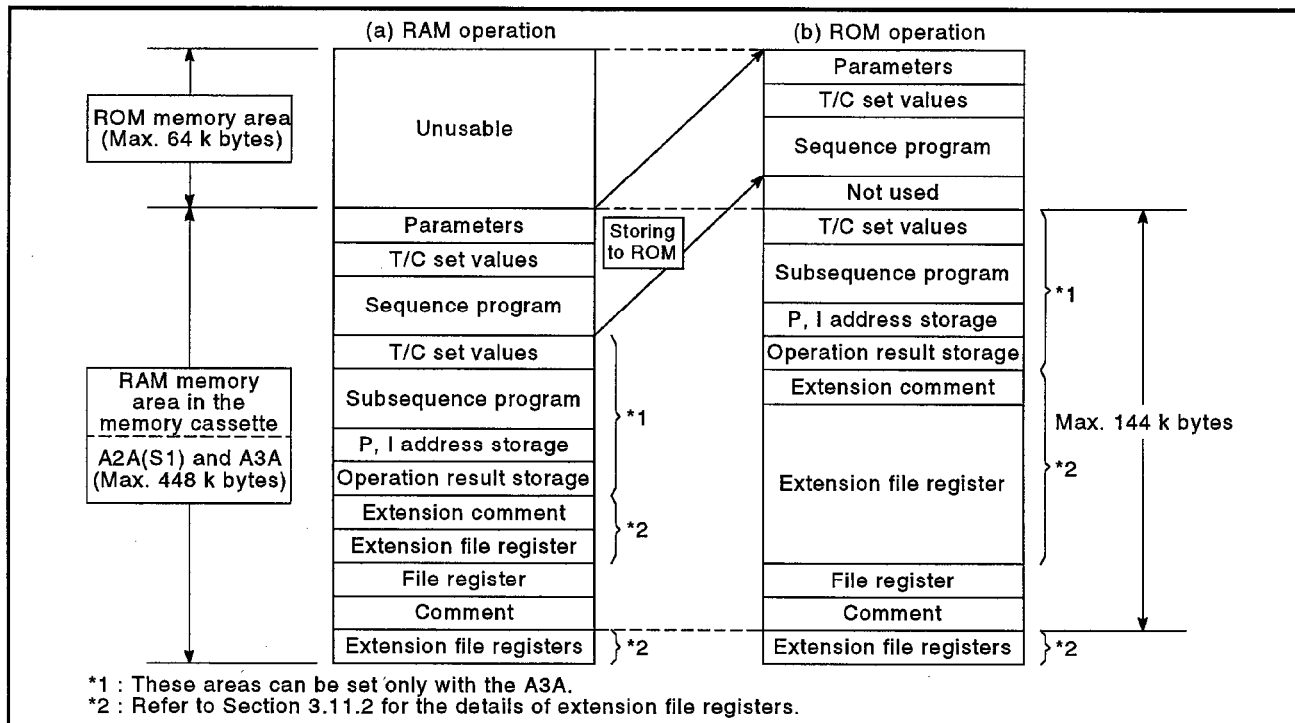 (a) RAM operation
(b) ROM operation
ROM memory area
(Max. 64 k bytes)
RAM memory
area in the
memory cassette
A2A(S1) and A3A
(Max. 448 k bytes)
Unusable
Parameters
T/C set values
Sequence program
T/C set values
Subsequence program
P, I address storage
Operation result storage
*1
Extension comment
Extension file register
*2
File register
Comment
Extension file registers
*2
Storing
to ROM
Parameters
T/C set values
Sequence program
Not used
T/C set values
Subsequence program
P, I address storage
Operation result storage
*1
Extension comment
Extension file register
*2
File register
Comment
Extension file registers
*2
Max. 144 k bytes
*1 : These areas can be set only with the A3A.
*2 : Refer to Section 3.11.2 for the details of extension file registers.